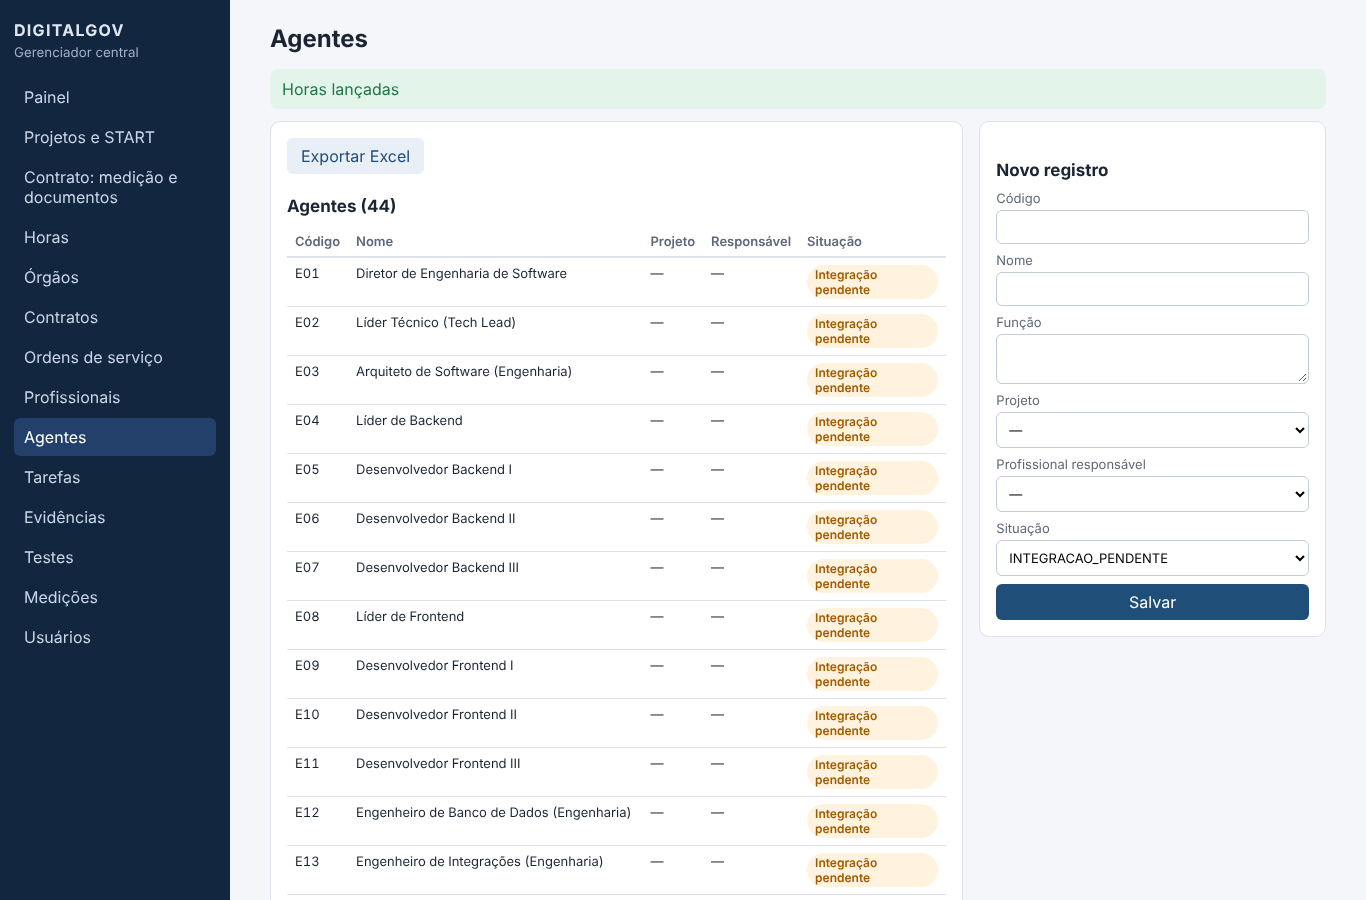 DIGITALGOV
Gerenciador central
Painel
Projetos e START
Contrato: medição e
documentos
Horas
Órgãos
Contratos
Ordens de serviço
Profissionais
Agentes
Tarefas
Evidências
Testes
Medições
Usuários
Agentes
Horas lançadas
Exportar Excel
Agentes (44)
Código Nome Projeto Responsável Situação
E01 Diretor de Engenharia de Software — — Integração
pendente
E02 Líder Técnico (Tech Lead) — — Integração
pendente
E03 Arquiteto de Software (Engenharia) — — Integração
pendente
E04 Líder de Backend — — Integração
pendente
E05 Desenvolvedor Backend I — — Integração
pendente
E06 Desenvolvedor Backend II — — Integração
pendente
E07 Desenvolvedor Backend III — — Integração
pendente
E08 Líder de Frontend — — Integração
pendente
E09 Desenvolvedor Frontend I — — Integração
pendente
E10 Desenvolvedor Frontend II — — Integração
pendente
E11 Desenvolvedor Frontend III — — Integração
pendente
E12 Engenheiro de Banco de Dados (Engenharia) — — Integração
pendente
E13 Engenheiro de Integrações (Engenharia) — — Integração
pendente
Novo registro
Código
Nome
Função
Projeto
—
Profissional responsável
—
Situação
INTEGRACAO_PENDENTE
Salvar